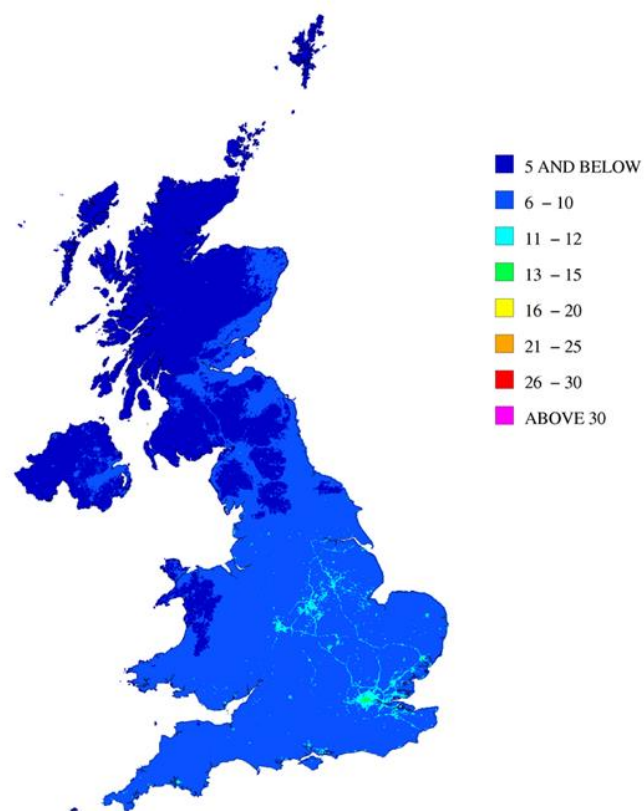 5 AND BELOW
6 – 10
11 – 12
13 – 15
16 – 20
21 – 25
26 – 30
ABOVE 30